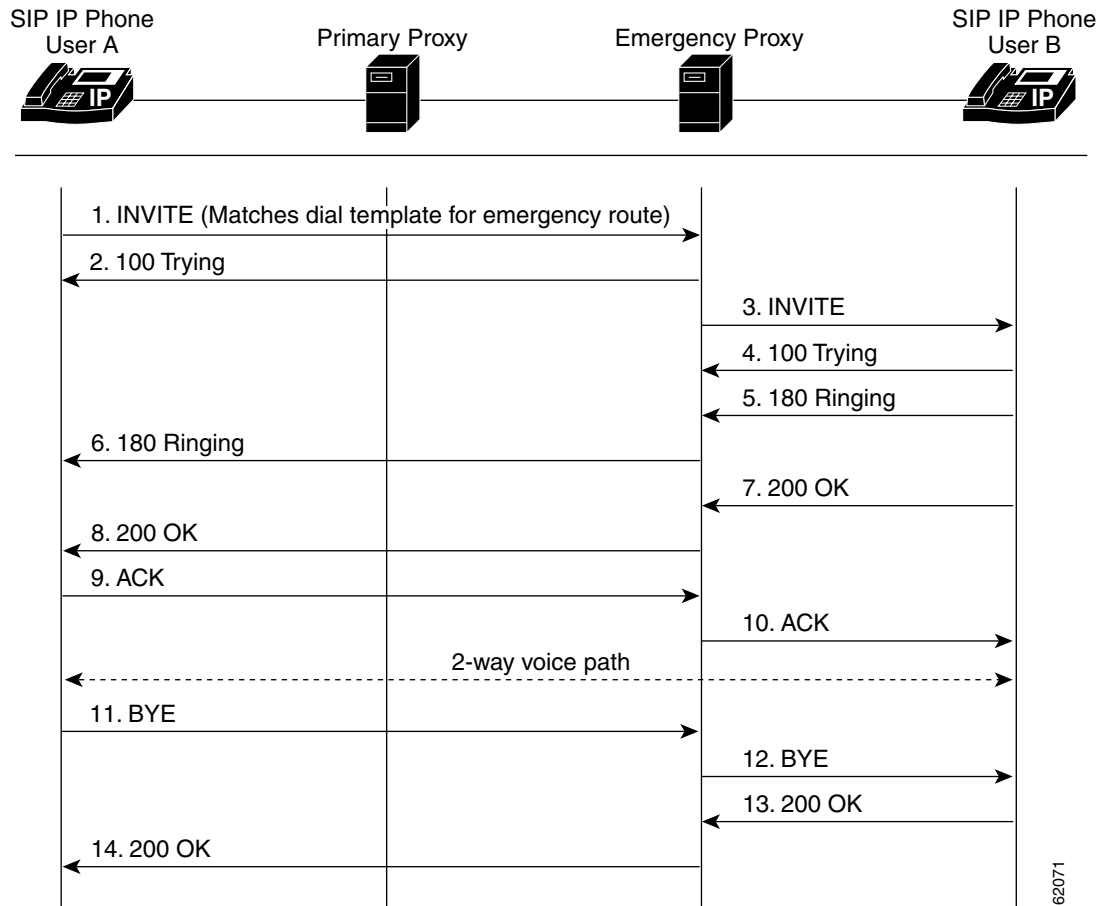 SIP IP Phone
User A
Primary Proxy
Emergency Proxy
SIP IP Phone
User B
IP
IP
1. INVITE (Matches dial template for emergency route)
2. 100 Trying
3. INVITE
4. 100 Trying
5. 180 Ringing
6. 180 Ringing
7. 200 OK
8. 200 OK
9. ACK
10. ACK
2-way voice path
11. BYE
12. BYE
13. 200 OK
14. 200 OK
62071